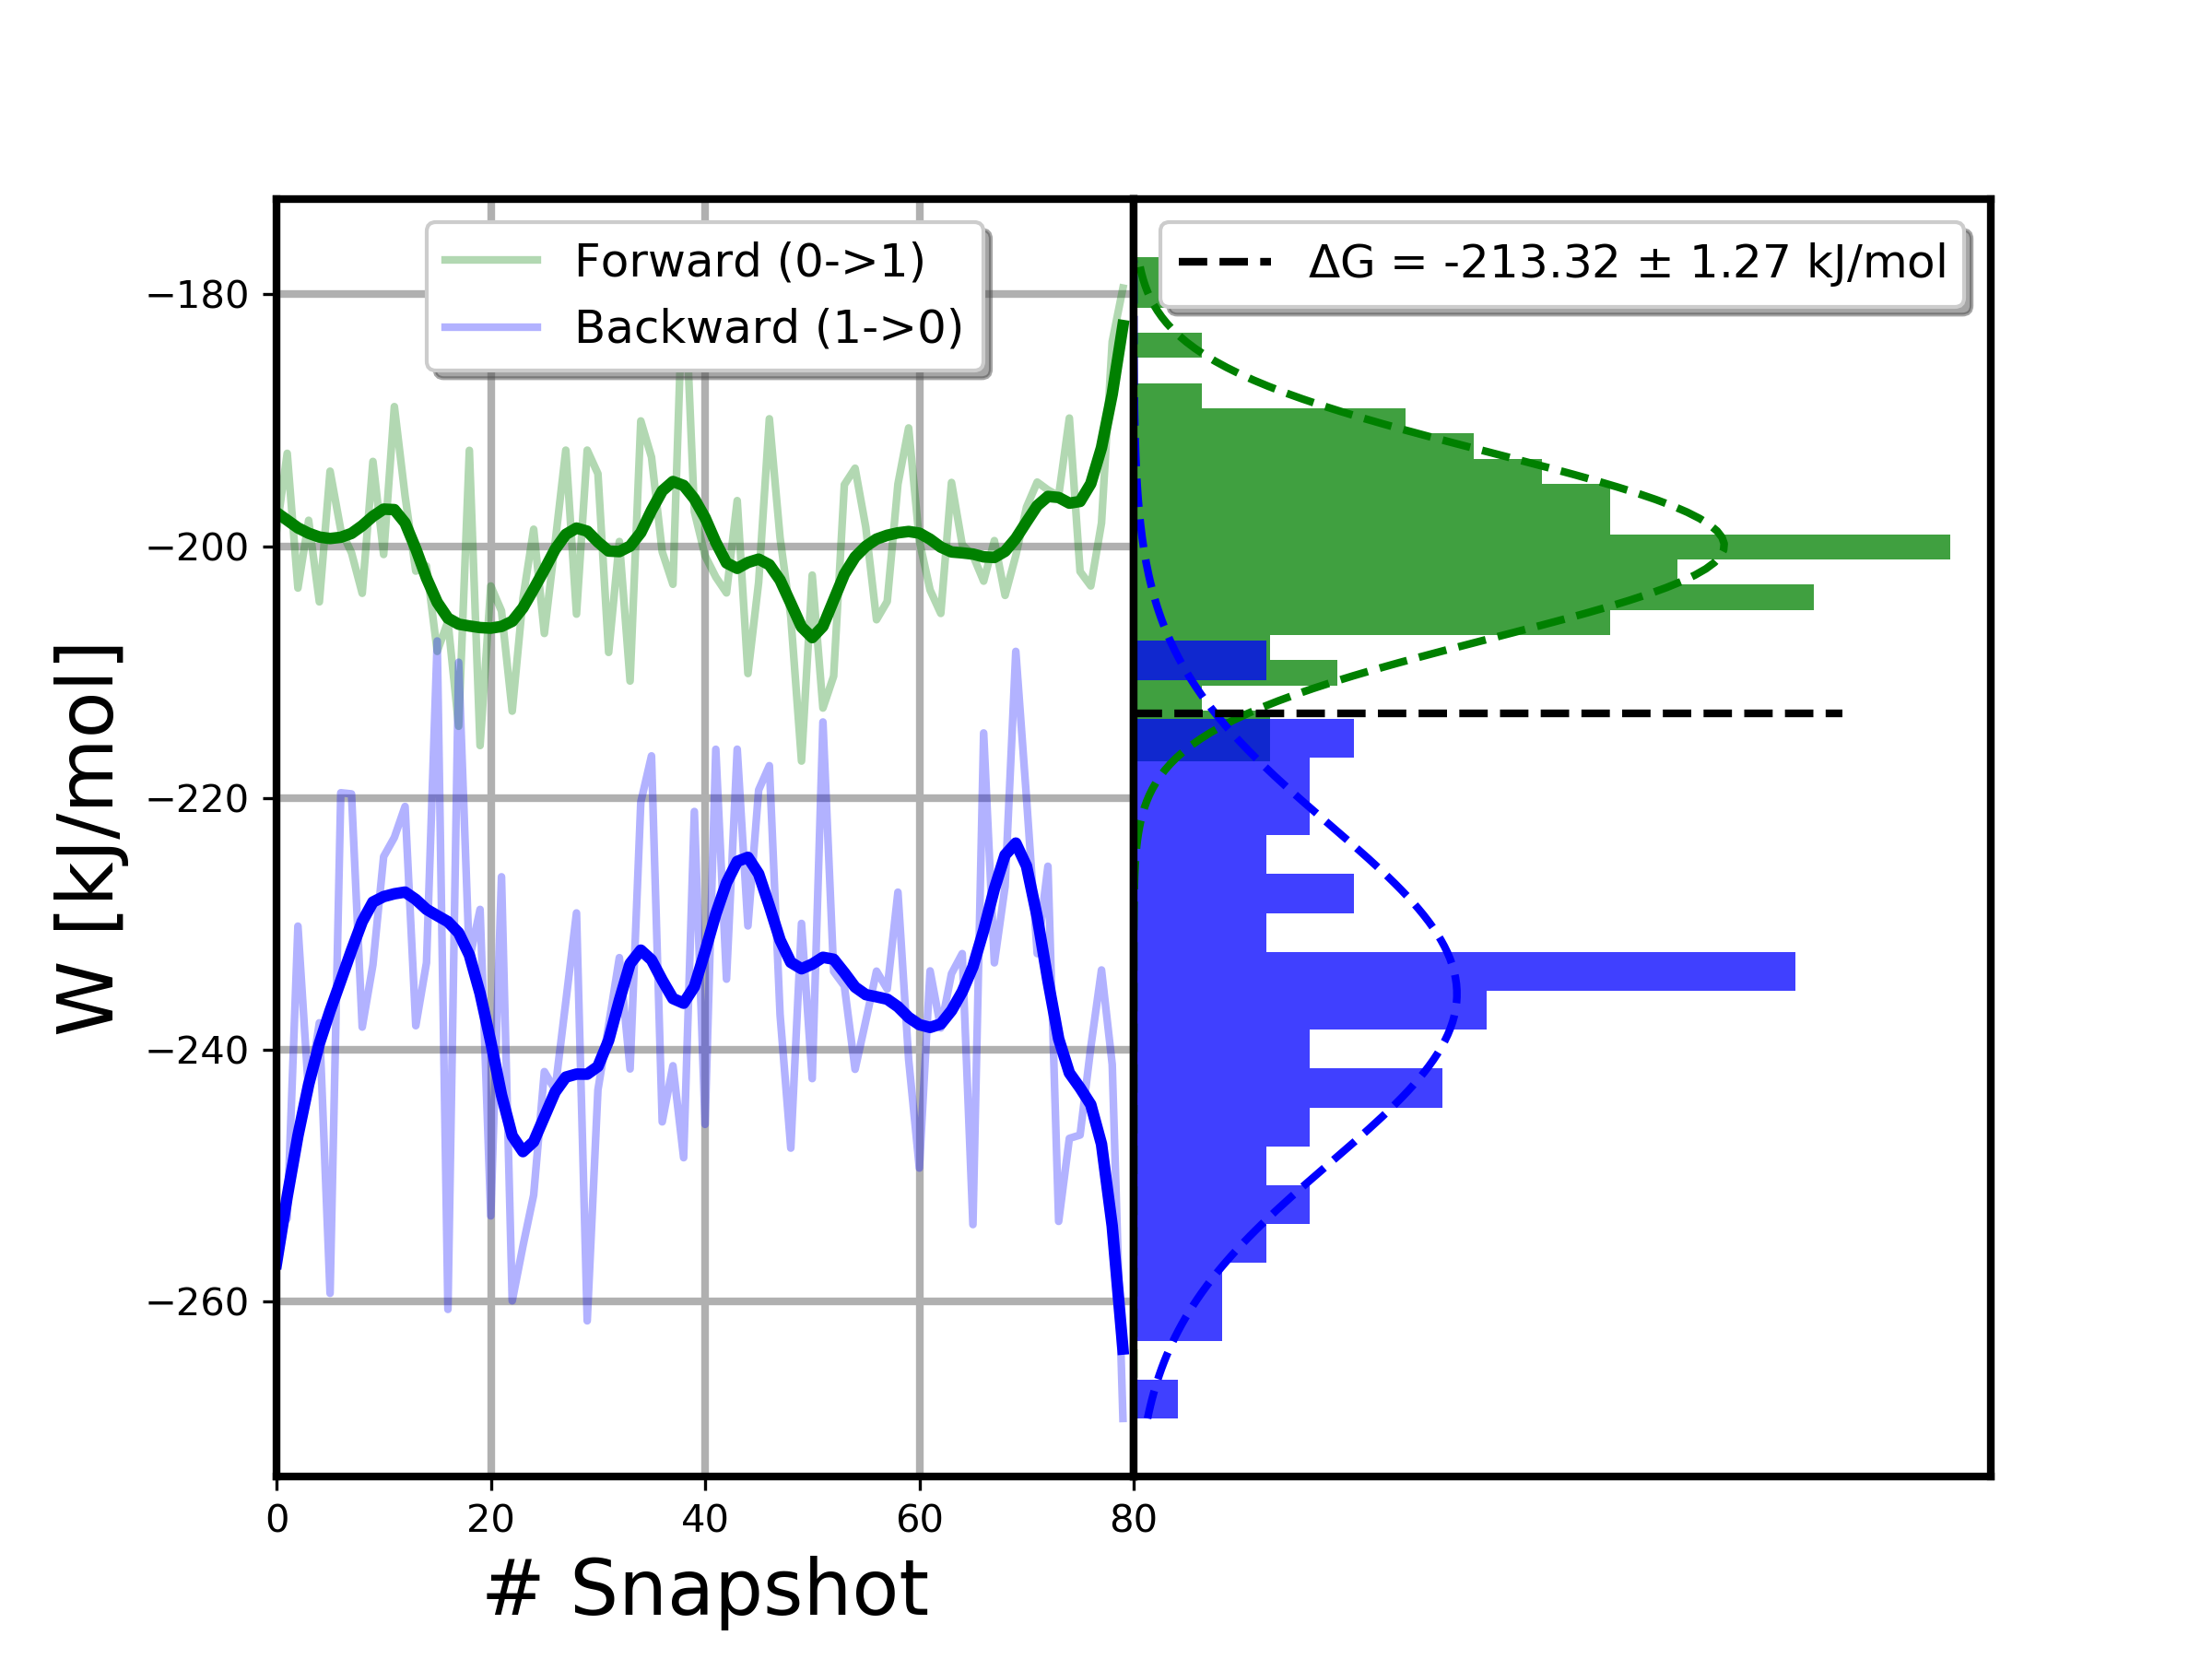 Forward (0->1)
Backward (1->0)
ΔG = -213.32 ± 1.27 kJ/mol
−180
−200
−220
−240
−260
W [kJ/mol]
0 20 40 60 80
# Snapshot